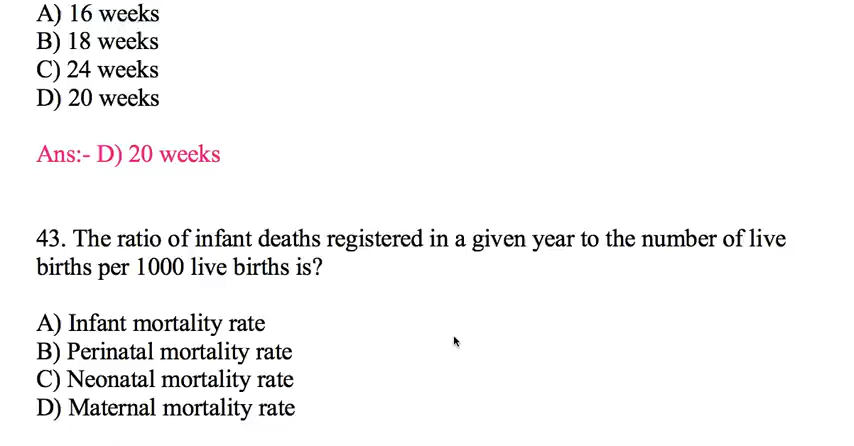 A) 16 weeks
B) 18 weeks
C) 24 weeks
D) 20 weeks
Ans:- D) 20 weeks
43. The ratio of infant deaths registered in a given year to the number of live
births per 1000 live births is?
A) Infant mortality rate
B) Perinatal mortality rate
C) Neonatal mortality rate
D) Maternal mortality rate